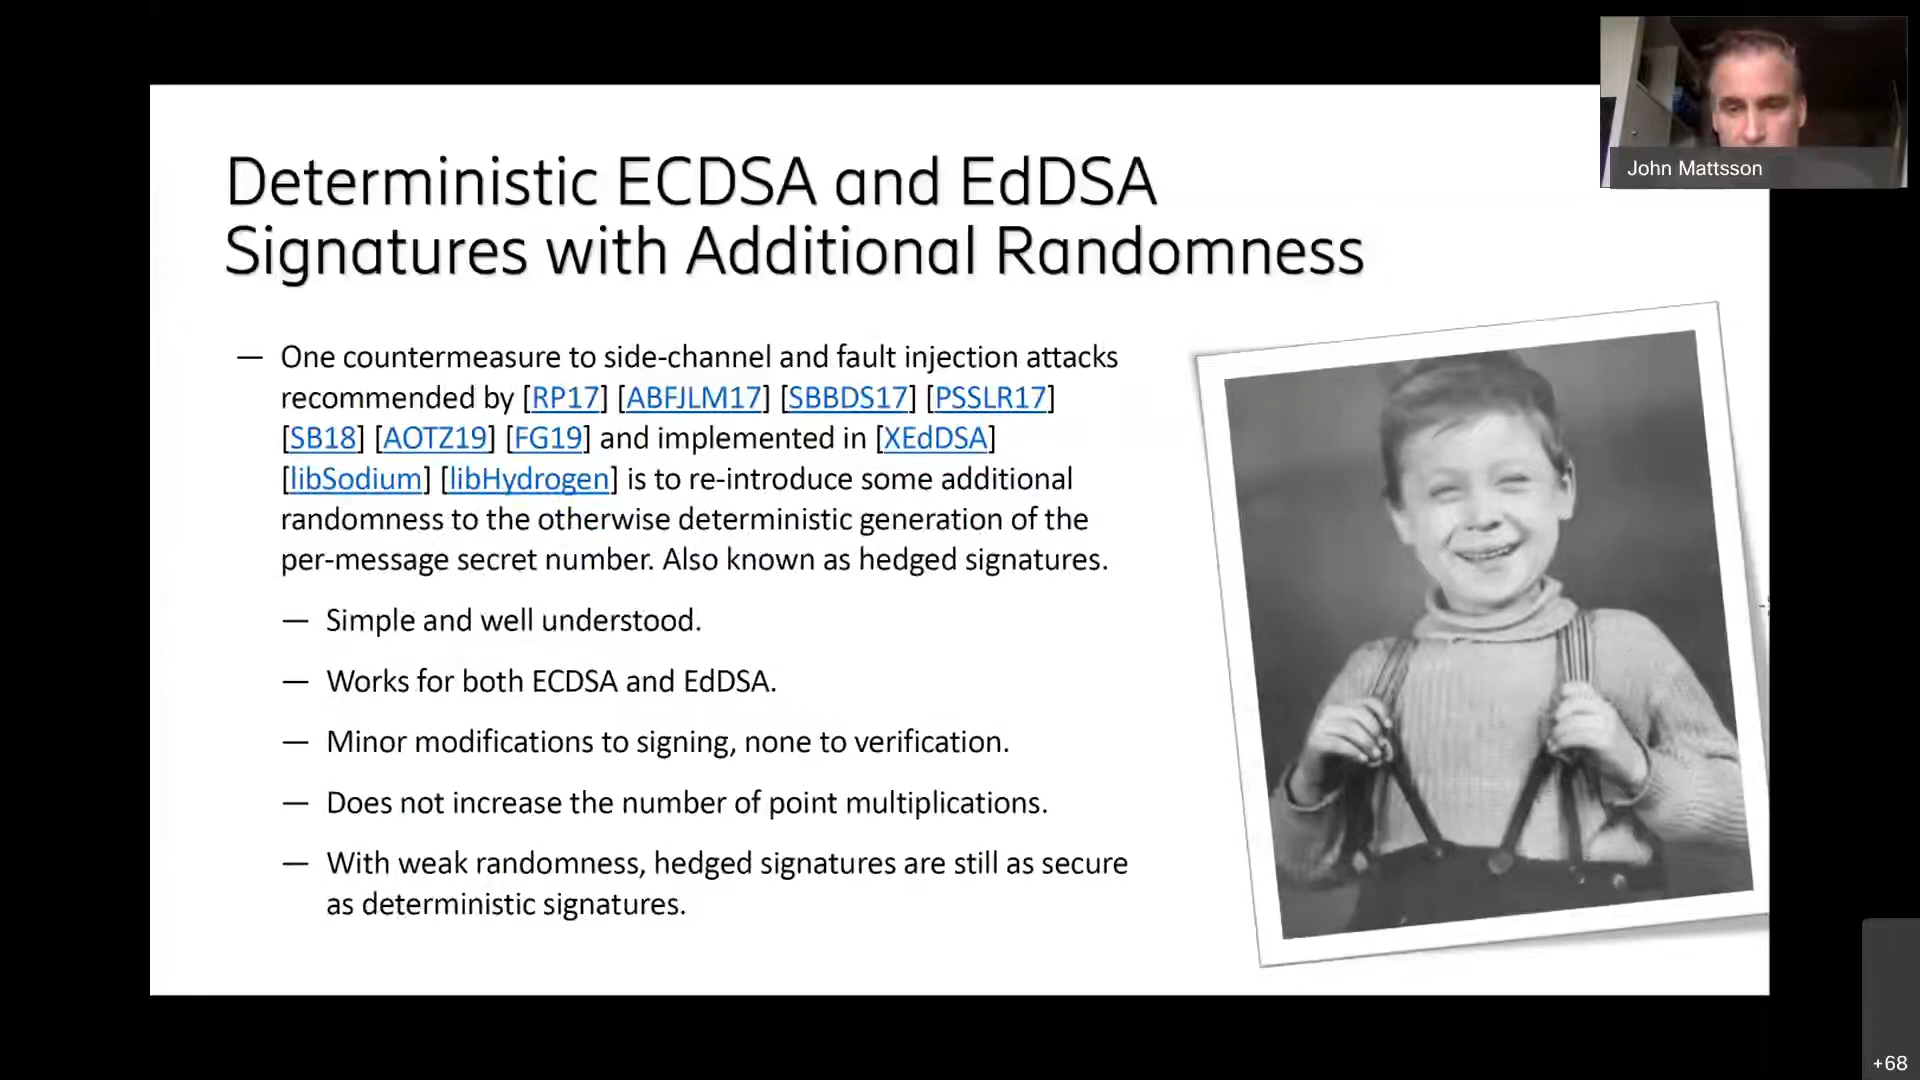 John Mattsson
Deterministic ECDSA and EdDSA
Signatures with Additional Randomness
— One countermeasure to side-channel and fault injection attacks
recommended by [RP17] [ABFJLM17] [SBBDS17] [PSSLR17]
[SB18] [AOTZ19] [FG19] and implemented in [XEdDSA]
[libSodium] [libHydrogen] is to re-introduce some additional
randomness to the otherwise deterministic generation of the
per-message secret number. Also known as hedged signatures.
— Simple and well understood.
— Works for both ECDSA and EdDSA.
— Minor modifications to signing, none to verification.
— Does not increase the number of point multiplications.
— With weak randomness, hedged signatures are still as secure
as deterministic signatures.
+68